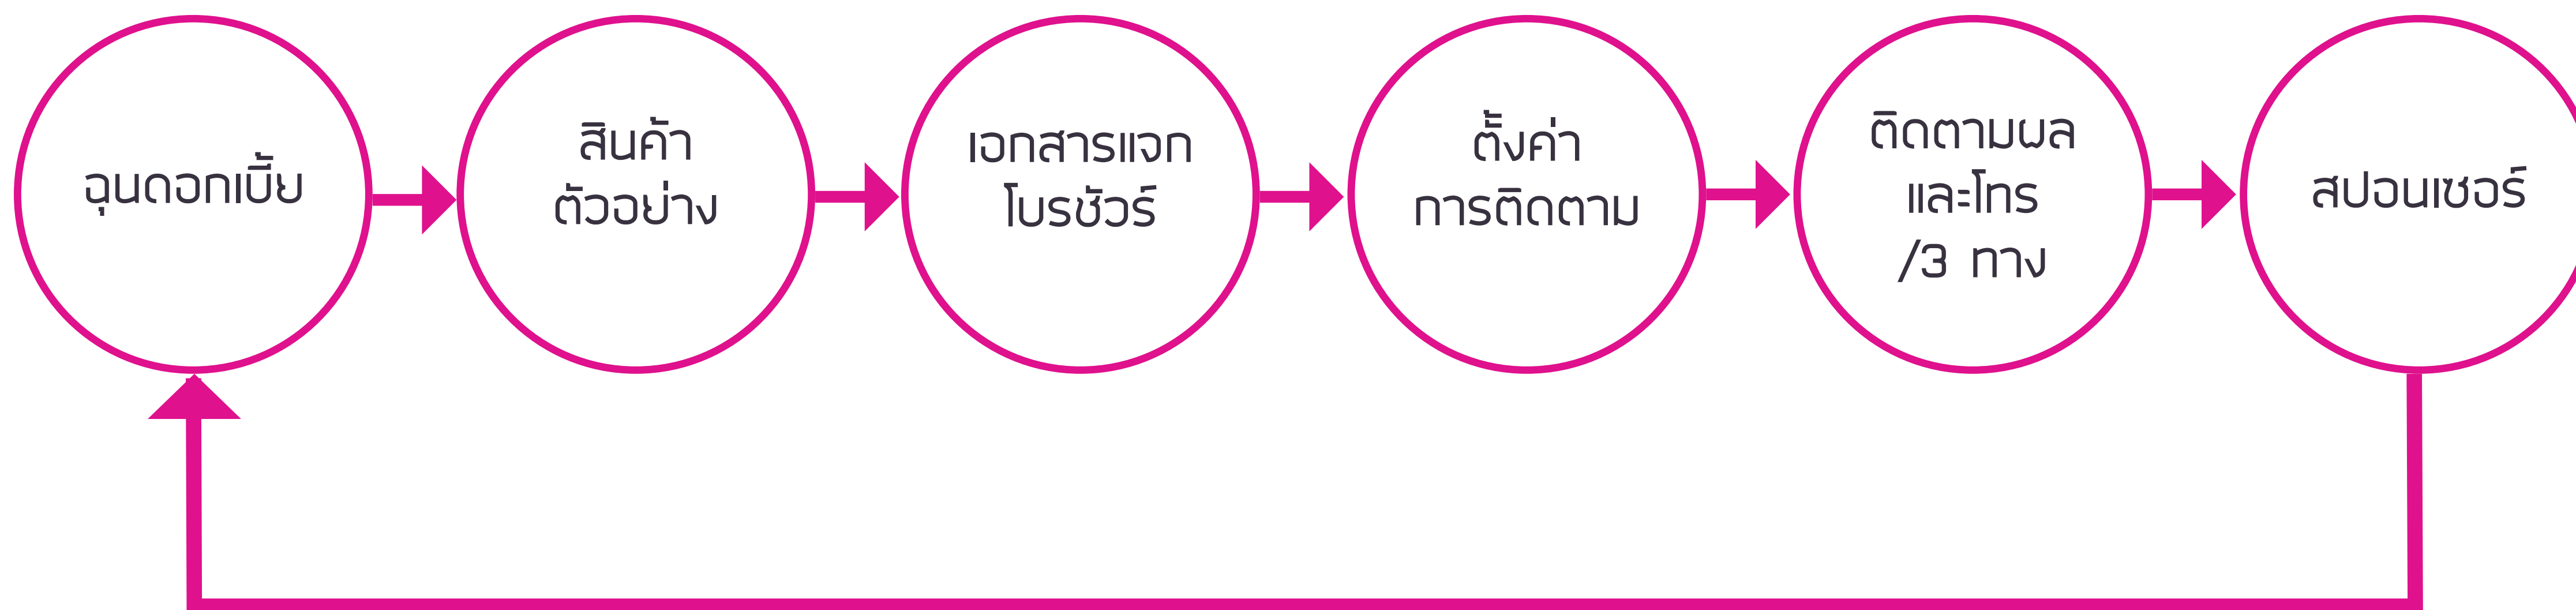 ฉุนดอกเบี้ย
สินค้า
ตัวอย่าง
เอกสารแจก
โบรชัวร์
ตั้งค่า
การติดตาม
ติดตามผล
และโทร
/3 ทาง
สปอนเซอร์